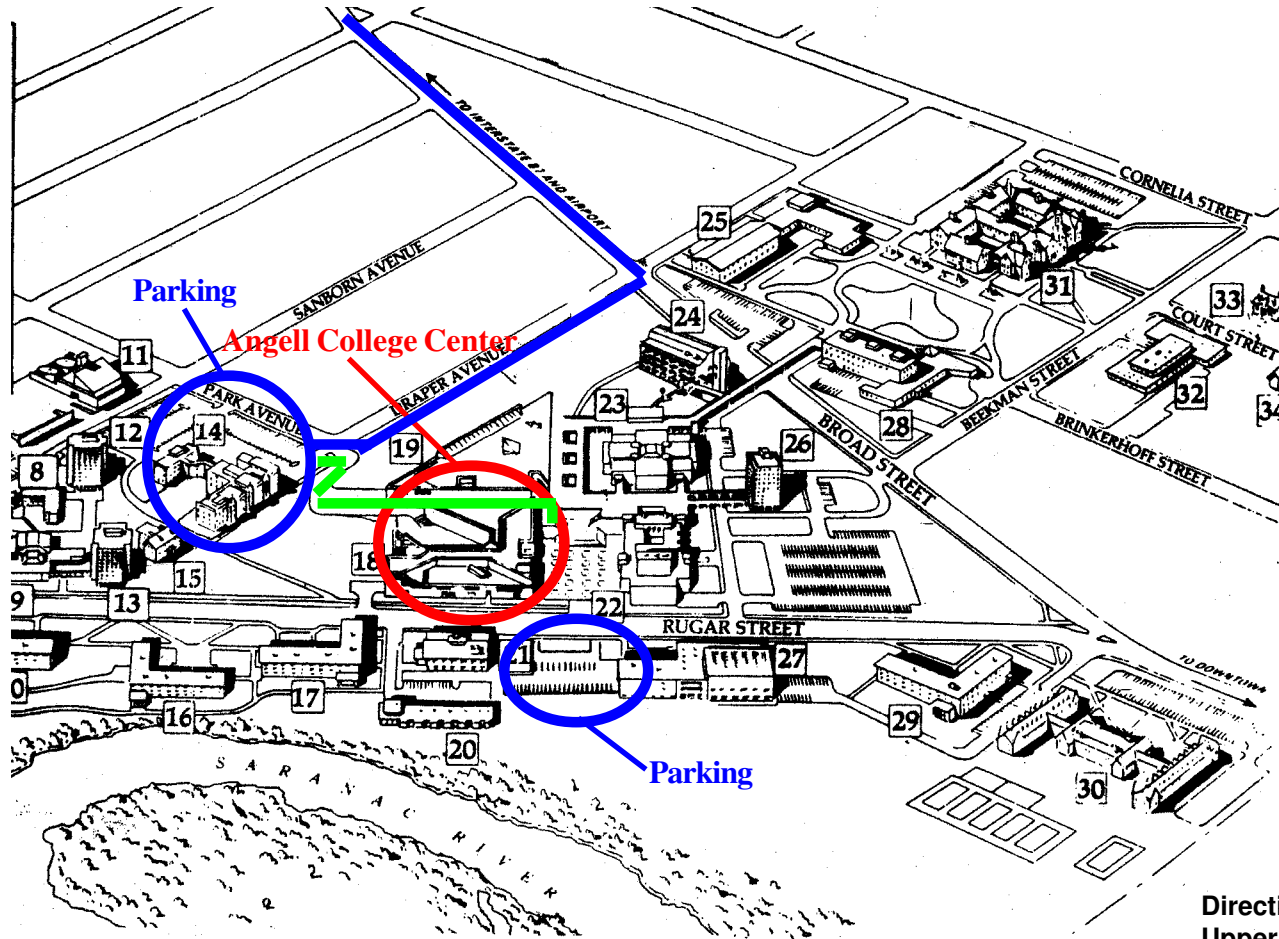 TO INTERSTATE 87 AND AIRPORT
CORNELIA STREET
25
31
33
Parking
SANBORN AVENUE
COURT STREET
24
Angell College Center
11
DRAPER AVENUE
32
PARK AVENUE
BEEKMAN STREET
34
12
14
23
28
BRINKERHOFF STREET
19
BROAD STREET
8
26
18
15
9
13
22
RUGAR STREET
27
TO DOWNTOWN
17
16
29
20
Parking
30
SARANAC RIVER
Directi
Upper